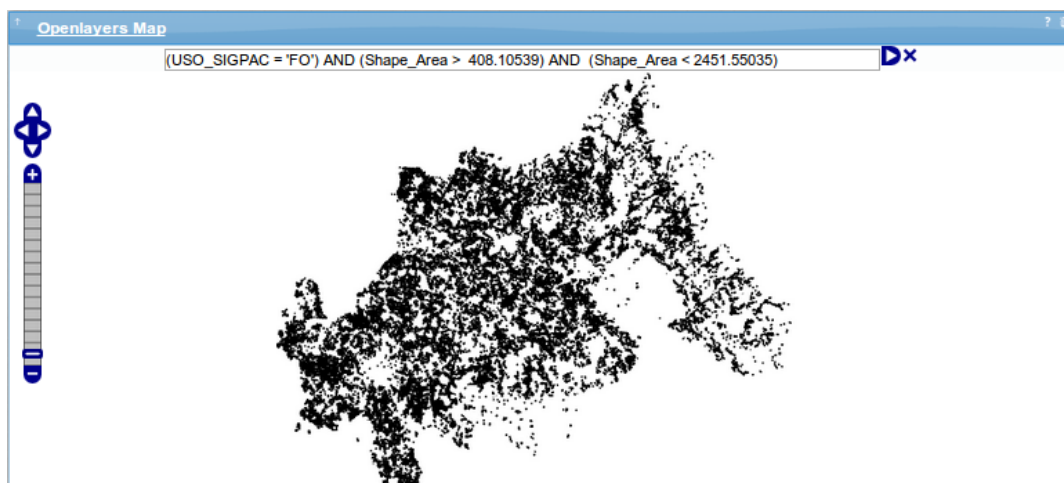 Openlayers Map
?
(USO_SIGPAC = 'FO') AND (Shape_Area >  408.10539) AND  (Shape_Area < 2451.55035)